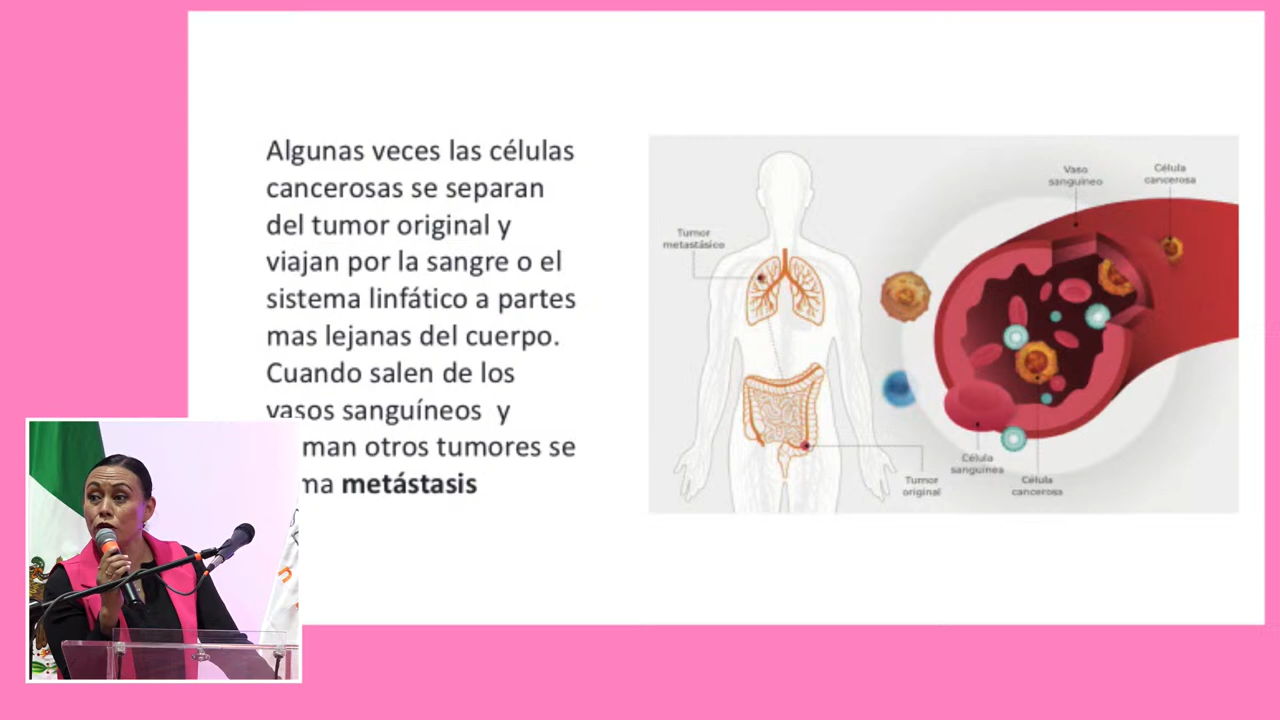 Algunas veces las células
cancerosas se separan
del tumor original y
viajan por la sangre o el
sistema linfático a partes
mas lejanas del cuerpo.
Cuando salen de los
vasos sanguíneos y
man otros tumores se
ma metástasis
Tumor
metastásico
Tumor
original
Vaso
sanguíneo
Célula
cancerosa
Célula
sanguínea
Célula
cancerosa